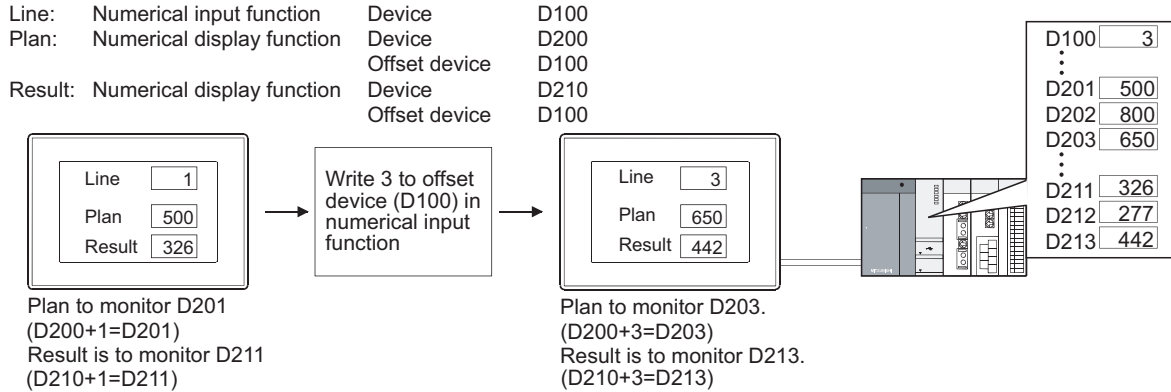 Line: Numerical input function Device D100
Plan: Numerical display function Device D200
Offset device D100
Result: Numerical display function Device D210
Offset device D100
Line 1
Plan 500
Result 326
Plan to monitor D201
(D200+1=D201)
Result is to monitor D211
(D210+1=D211)
Write 3 to offset
device (D100) in
numerical input
function
Line 3
Plan 650
Result 442
Plan to monitor D203.
(D200+3=D203)
Result is to monitor D213.
(D210+3=D213)
D100 3
D201 500
D202 800
D203 650
D211 326
D212 277
D213 442